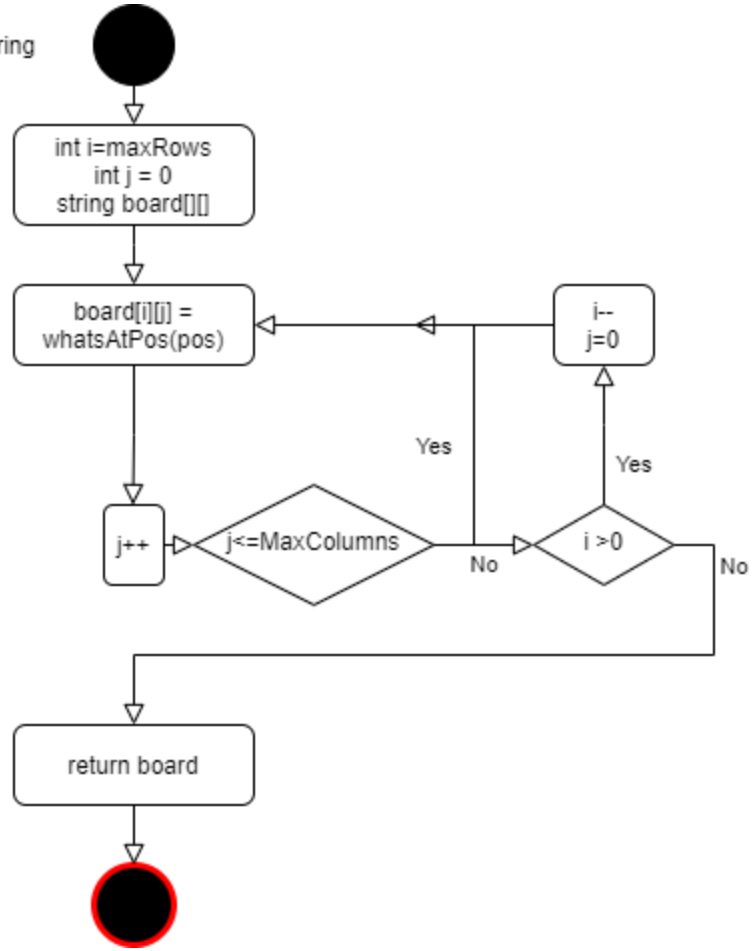 ring
int i=maxRows
int j = 0
string board[][]
board[i][j] =
whatsAtPos(pos)
i--
j=0
Yes
Yes
j++
j<=MaxColumns
i >0
No
No
return board